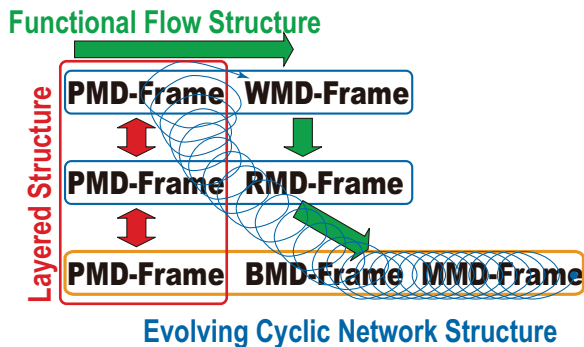 Functional Flow Structure
Layered Structure
PMD-Frame WMD-Frame
PMD-Frame RMD-Frame
PMD-Frame BMD-Frame MMD-Frame
Evolving Cyclic Network Structure